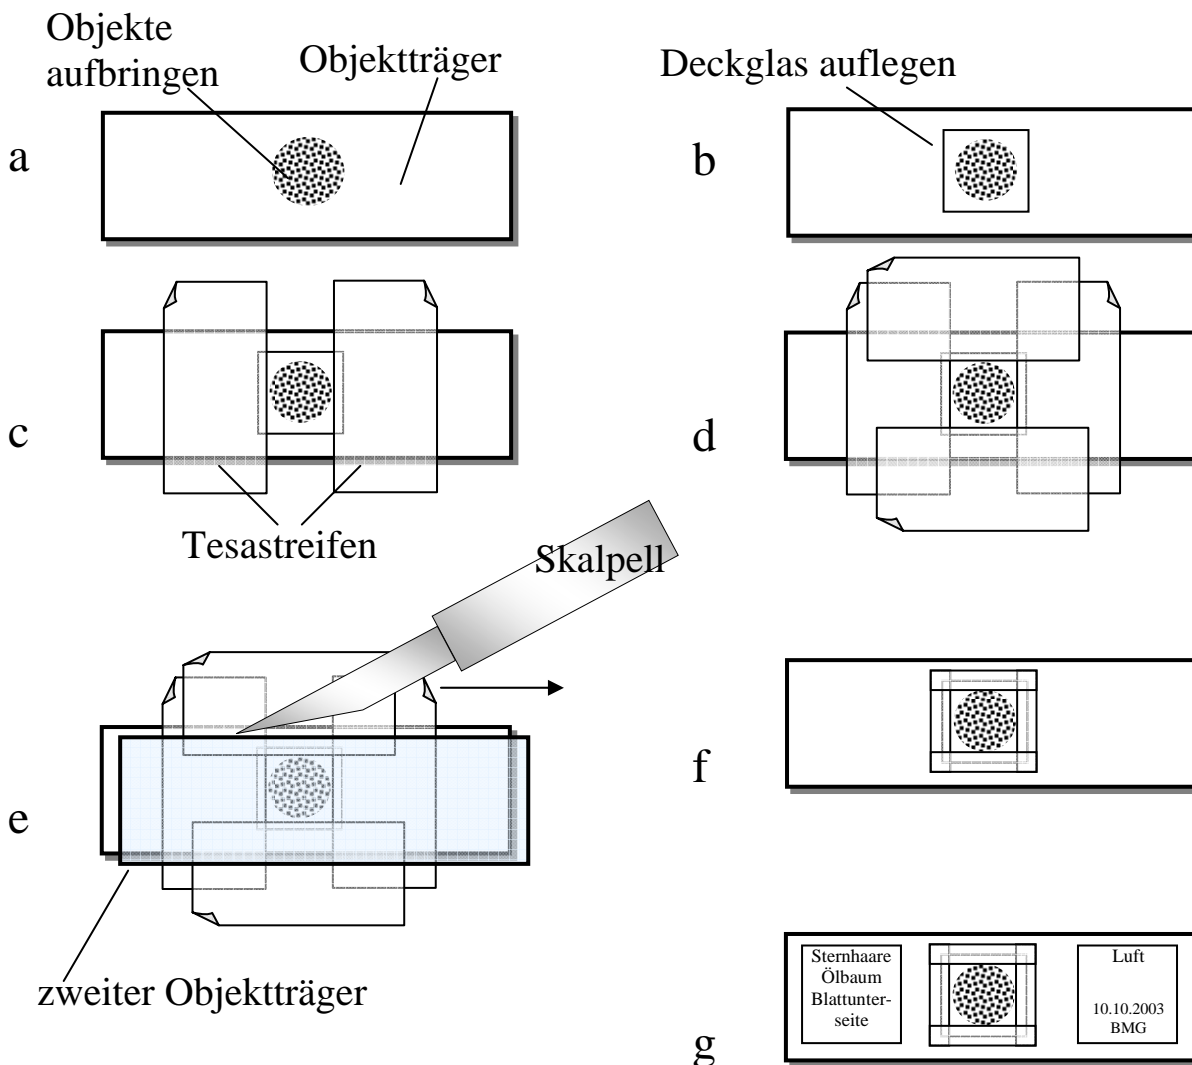 Objekte
aufbringen
Objektträger
Deckglas auflegen
a
b
c
d
Tesastreifen
Skalpell
e
f
zweiter Objektträger
g
Sternhaare
Ölbaum
Blattunter-
seite
Luft
10.10.2003
BMG